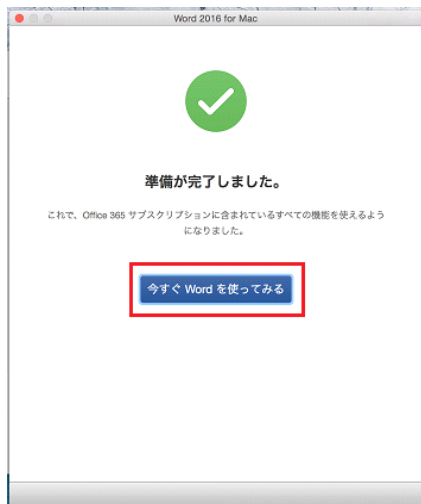 Word 2016 for Mac
準備が完了しました。
これで、Office 365 サブスクリプションに含まれているすべての機能を使えるよう
になりました。
今すぐ Word を使ってみる